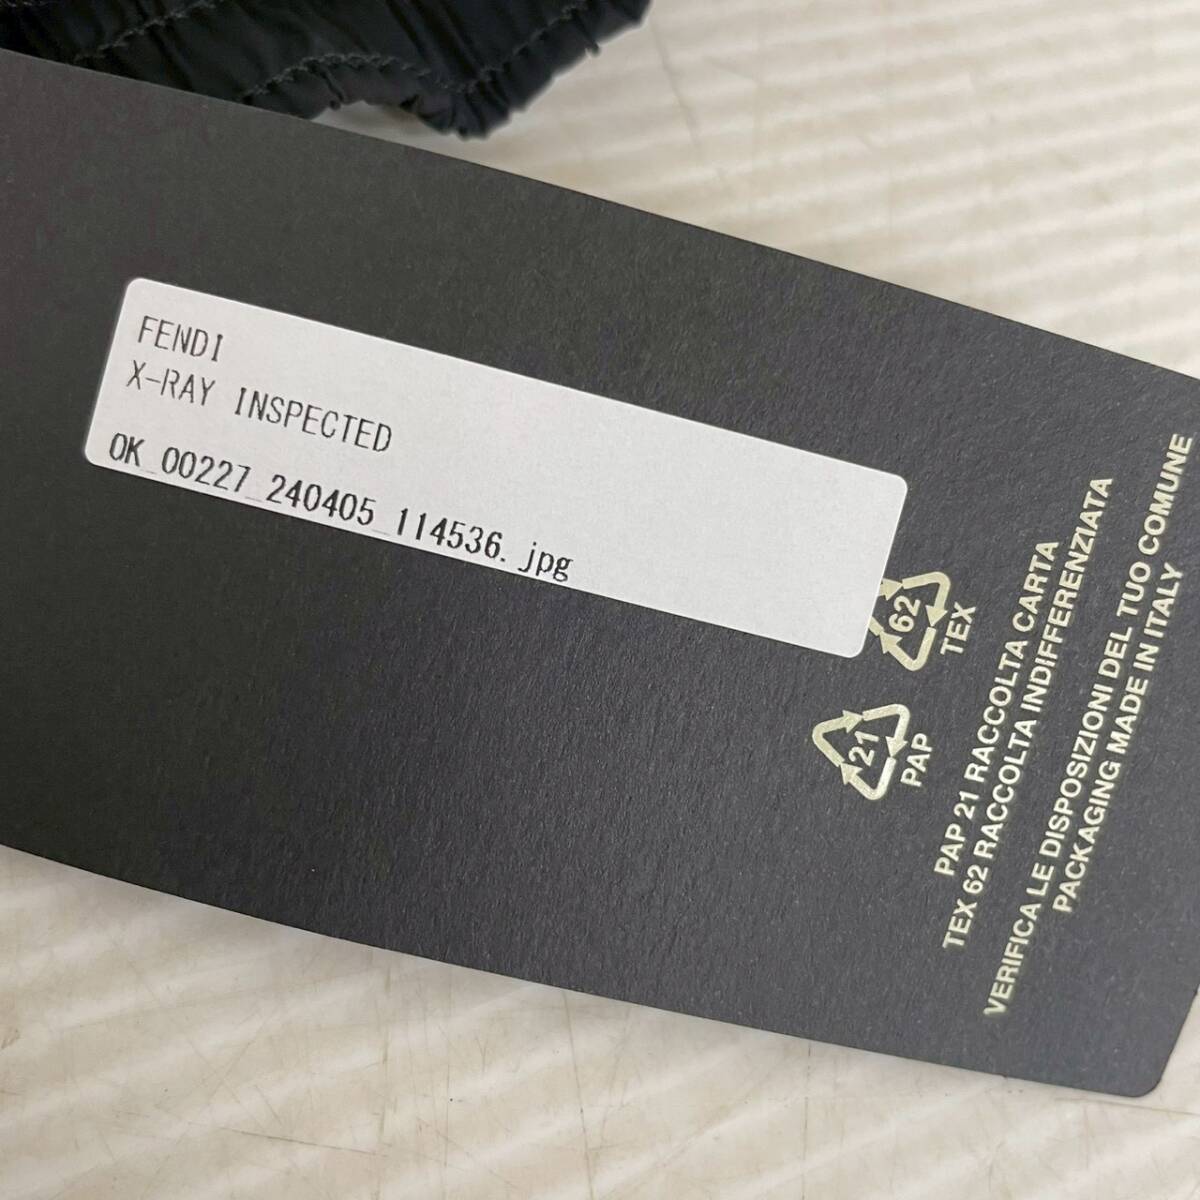 FENDI
X-RAY INSPECTED
OK_00227_240405_114536.jpg
62
TEX
21
PAP
PAP 21 RACCOLTA CARTA
TEX 62 RACCOLTA INDIFFERENZIATA
VERIFICA LE DISPOSIZIONI DEL TUO COMUNE
PACKAGING MADE IN ITALY